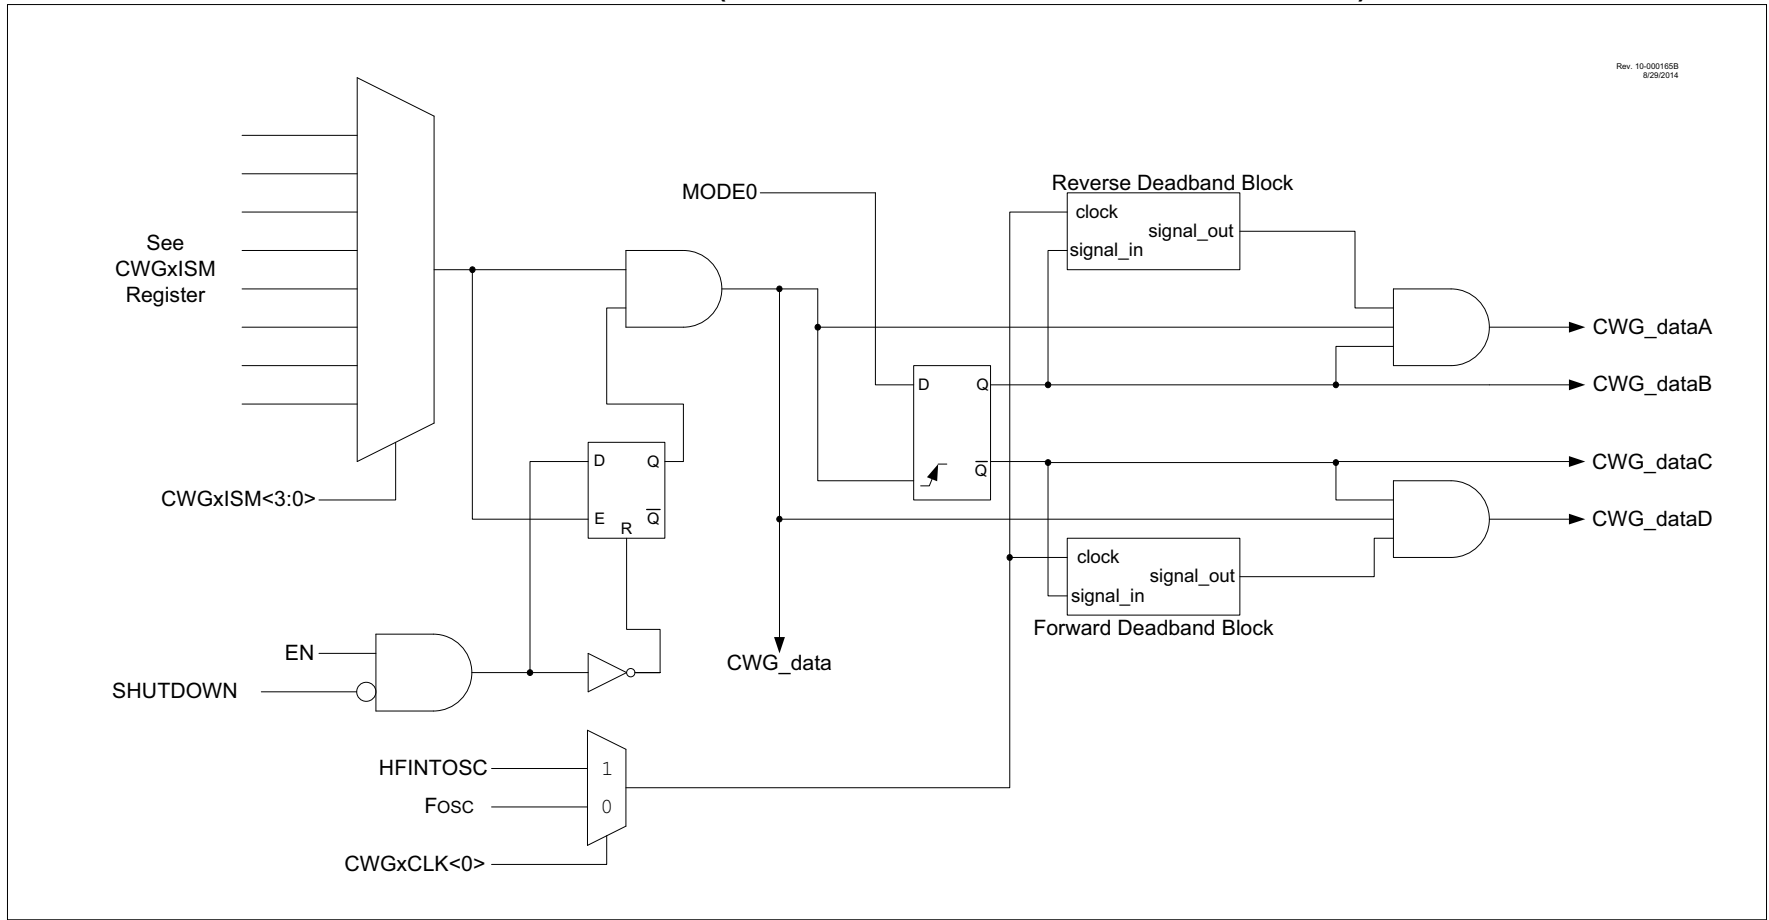 Rev. 10-000165B
8/29/2014
See
CWGxISM
Register
CWGxISM<3:0>
MODE0
Reverse Deadband Block
clock
signal_in
signal_out
CWG_dataA
D
Q
Q
CWG_dataB
CWG_dataC
CWG_dataD
D
Q
E
Q
R
clock
signal_in
signal_out
Forward Deadband Block
EN
SHUTDOWN
CWG_data
HFINTOSC
1
FOSC
0
CWGxCLK<0>